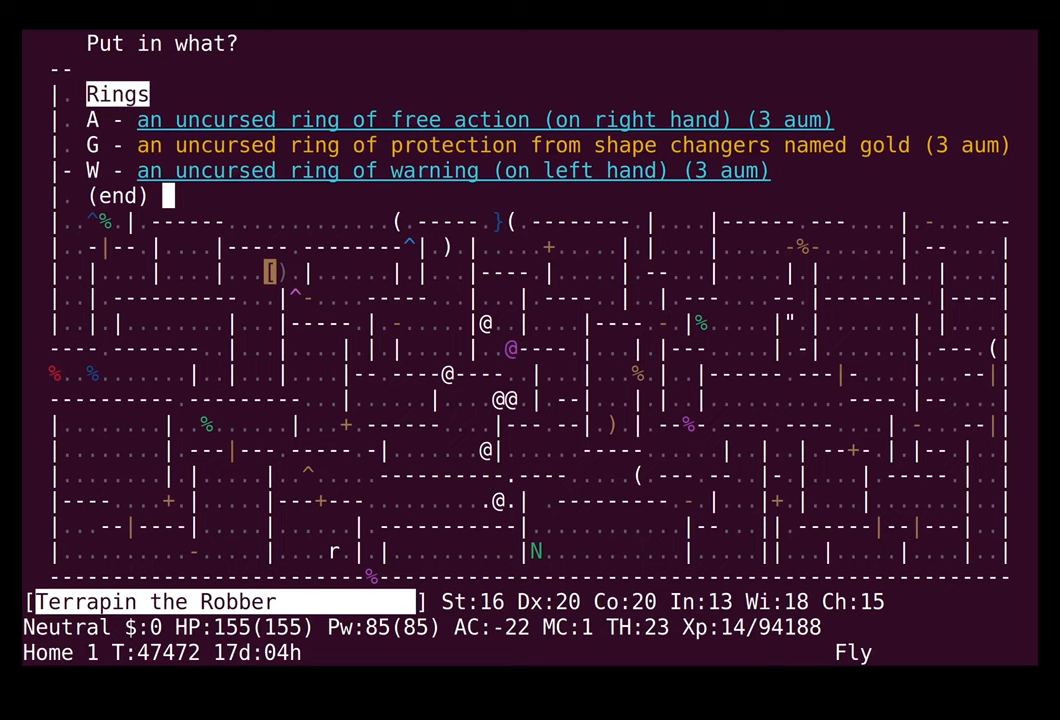 Put in what?
--
|. Rings
|. A - an uncursed ring of free action (on right hand) (3 aum)
|. G - an uncursed ring of protection from shape changers named gold (3 aum)
|- W - an uncursed ring of warning (on left hand) (3 aum)
|. (end)
[Terrapin the Robber] St:16 Dx:20 Co:20 In:13 Wi:18 Ch:15
Neutral $:0 HP:155(155) Pw:85(85) AC:-22 MC:1 TH:23 Xp:14/94188
Home 1 T:47472 17d:04h Fly